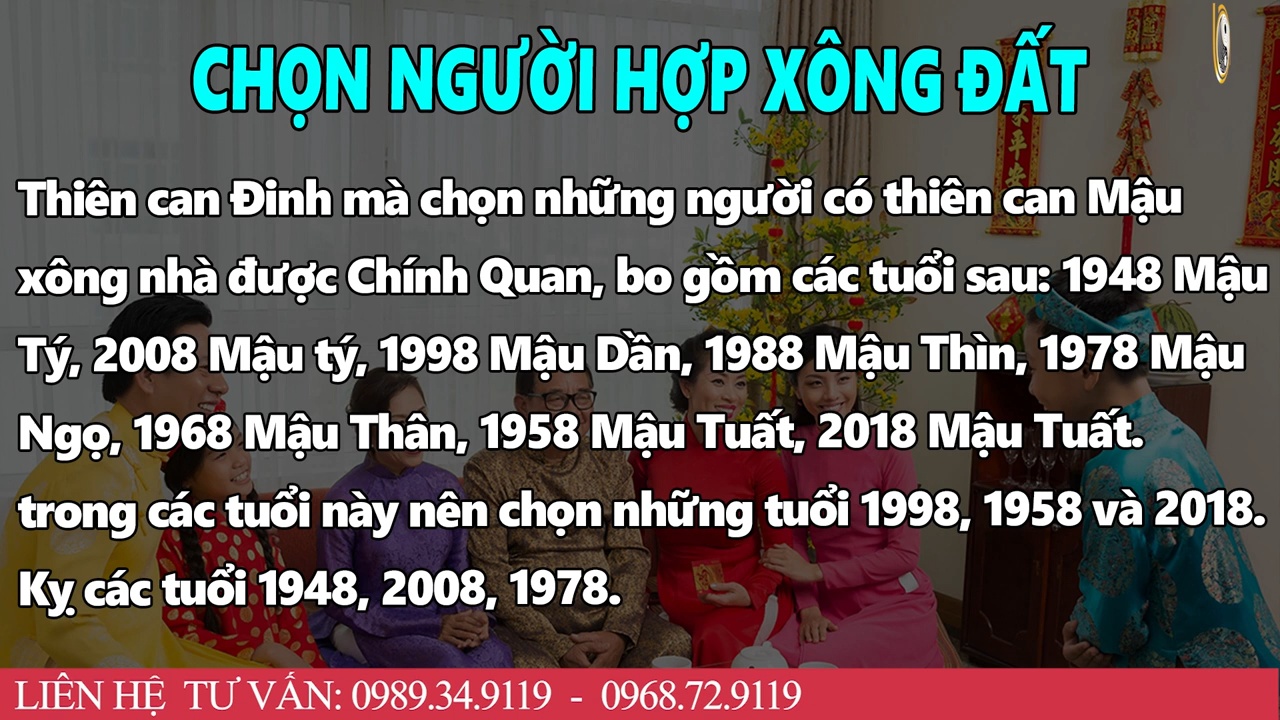 CHỌN NGƯỜI HỢP XÔNG ĐẤT
Thiên can Đinh mà chọn những người có thiên can Mậu
xông nhà được Chính Quan, bo gồm các tuổi sau: 1948 Mậu
Tý, 2008 Mậu tý, 1998 Mậu Dần, 1988 Mậu Thìn, 1978 Mậu
Ngọ, 1968 Mậu Thân, 1958 Mậu Tuất, 2018 Mậu Tuất.
trong các tuổi này nên chọn những tuổi 1998, 1958 và 2018.
Kỵ các tuổi 1948, 2008, 1978.
LIÊN HỆ TƯ VẤN: 0989.34.9119 - 0968.72.9119